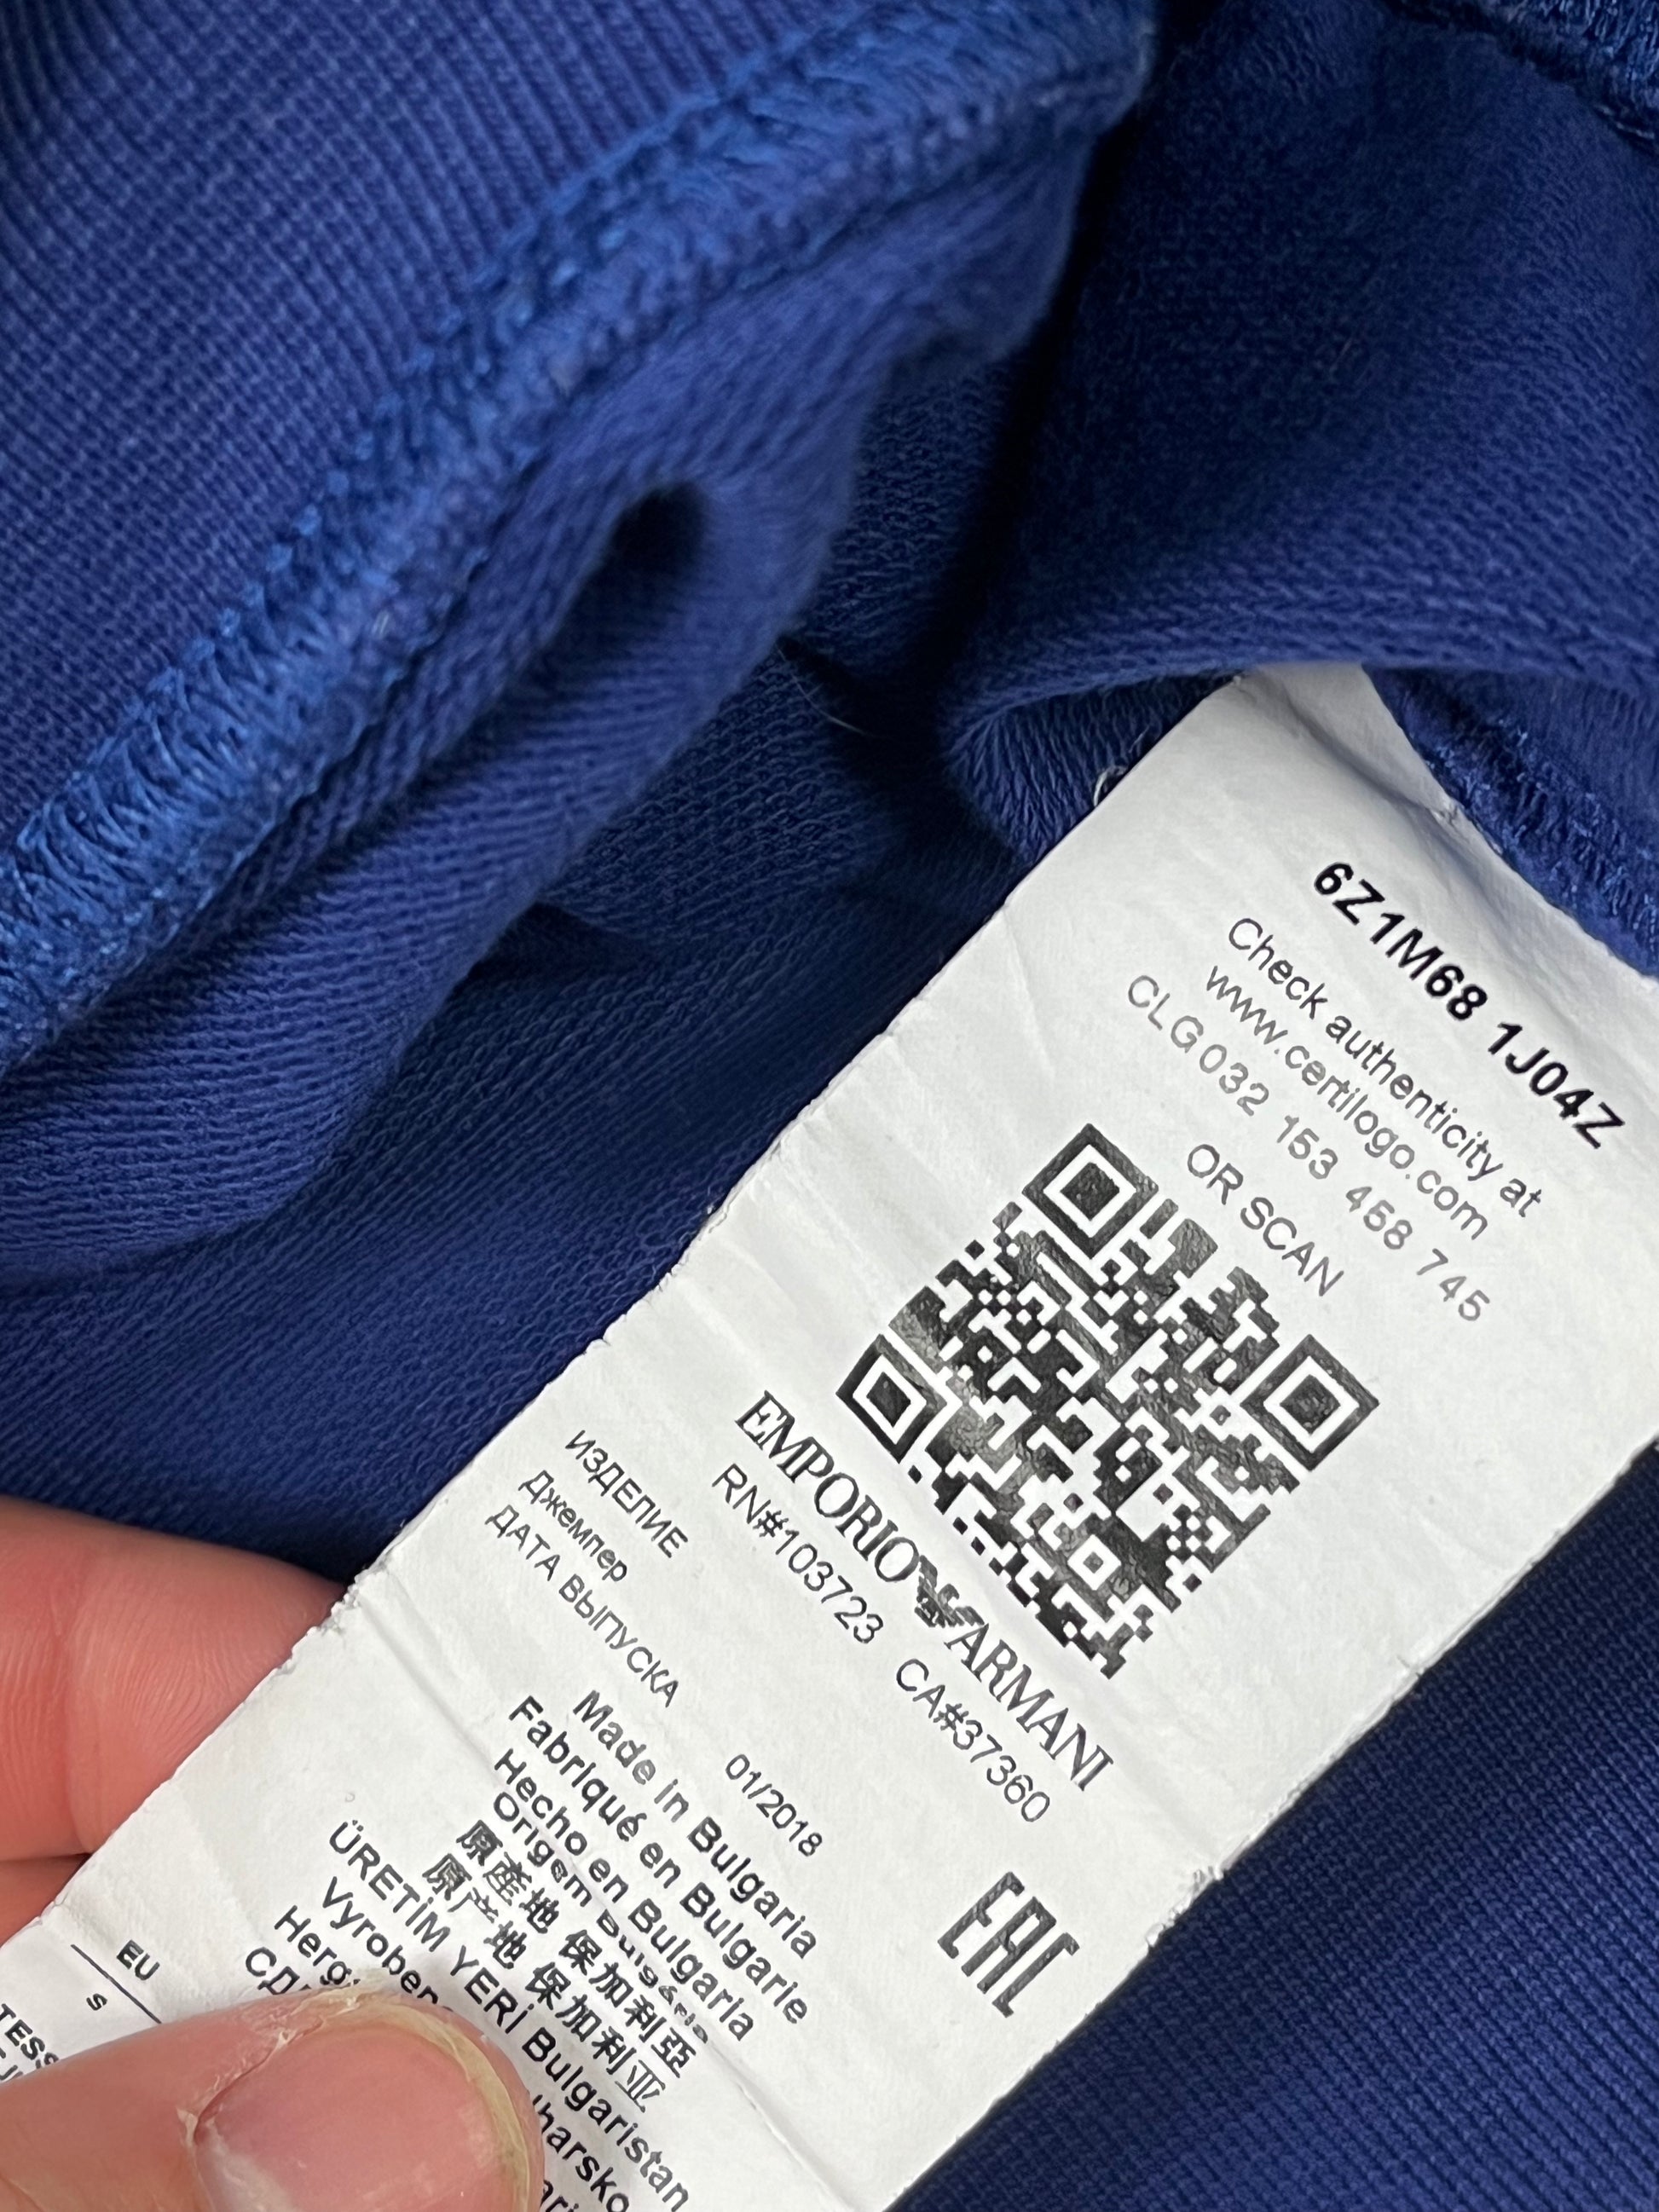 6Z1M68 1J04Z
Check authenticity at
www.certilogo.com
CLG032 153 458 745
OR SCAN
EMPORIO ARMANI
RN#103723 CA#37360
ИЗДЕЛИЕ
Джемпер
ДАТА ВЫПУСКА 01/2018
EAC
Made in Bulgaria
Fabriqué en Bulgarie
Hecho en Bulgaria
Origem Bulgária
原産地 保加利亞
原产地 保加利亚
ÜRETİM YERİ Bulgaristan
EU
S